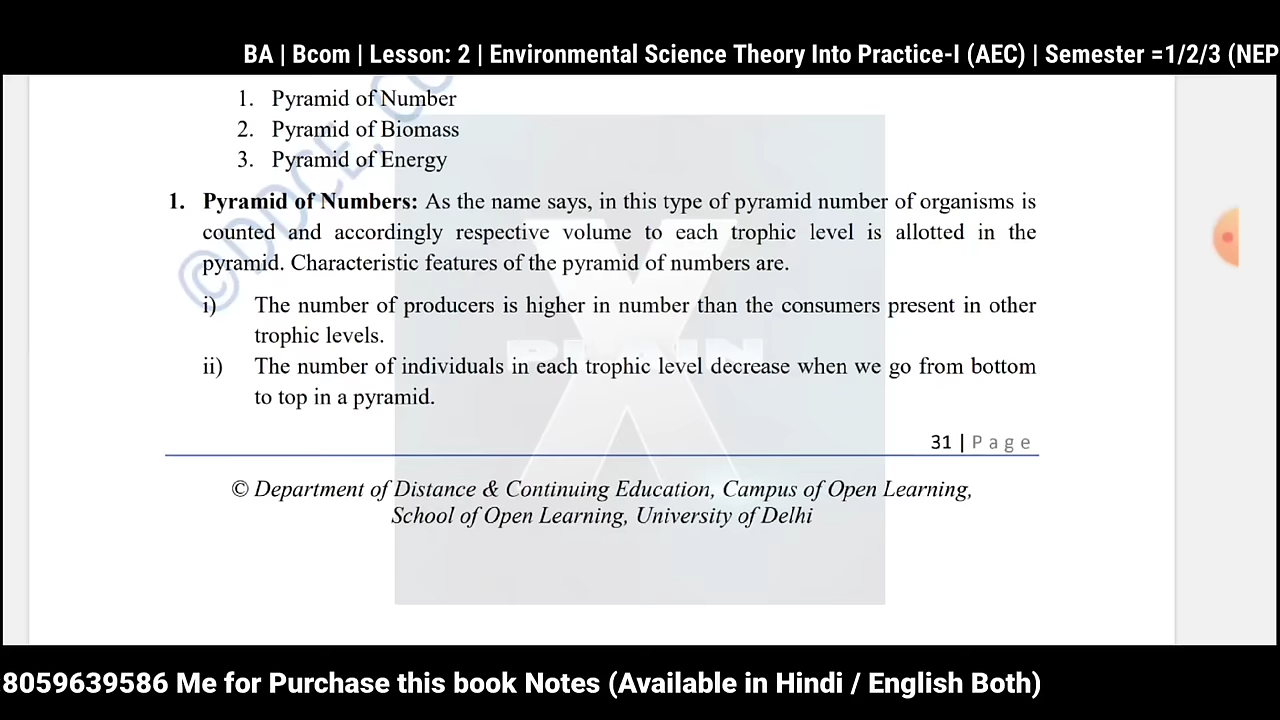 BA | Bcom | Lesson: 2 | Environmental Science Theory Into Practice-I (AEC) | Semester =1/2/3 (NEP
1. Pyramid of Number
2. Pyramid of Biomass
3. Pyramid of Energy
1. Pyramid of Numbers: As the name says, in this type of pyramid number of organisms is
counted and accordingly respective volume to each trophic level is allotted in the
pyramid. Characteristic features of the pyramid of numbers are.
i) The number of producers is higher in number than the consumers present in other
trophic levels.
ii) The number of individuals in each trophic level decrease when we go from bottom
to top in a pyramid.
31 | Page
© Department of Distance & Continuing Education, Campus of Open Learning,
School of Open Learning, University of Delhi
©DDCE, CO
X
PLAIN
8059639586 Me for Purchase this book Notes (Available in Hindi / English Both)